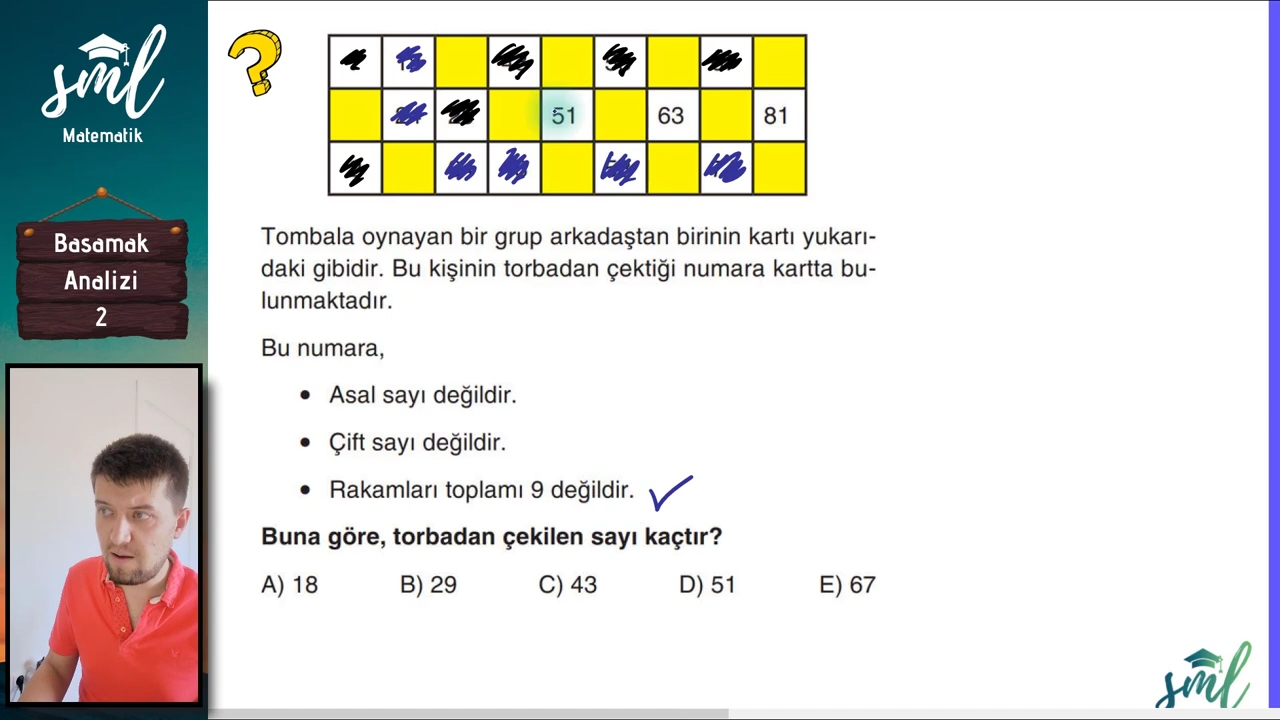 sml
Matematik
Basamak
Analizi
2
51 63 81
Tombala oynayan bir grup arkadaştan birinin kartı yukarı-
daki gibidir. Bu kişinin torbadan çektiği numara kartta bu-
lunmaktadır.
Bu numara,
• Asal sayı değildir.
• Çift sayı değildir.
• Rakamları toplamı 9 değildir.
Buna göre, torbadan çekilen sayı kaçtır?
A) 18 B) 29 C) 43 D) 51 E) 67
sml